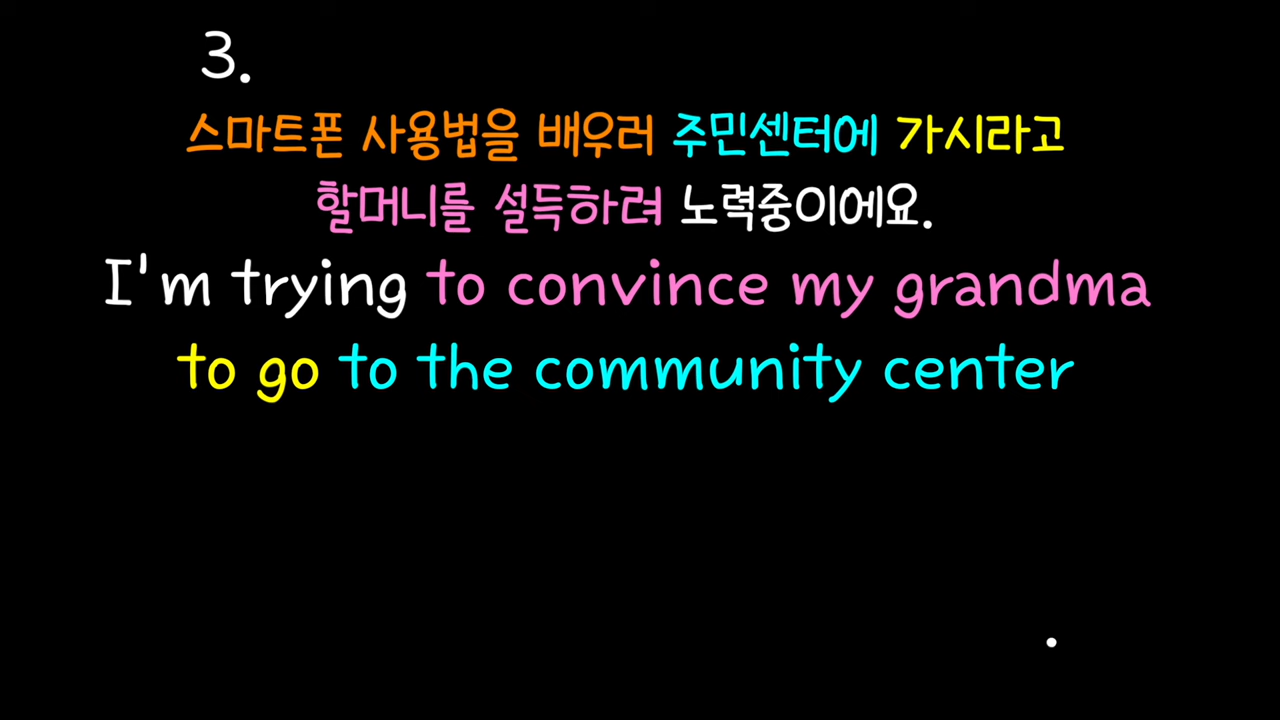 3.
스마트폰 사용법을 배우러 주민센터에 가시라고
할머니를 설득하려 노력중이에요.
I'm trying to convince my grandma
to go to the community center
.